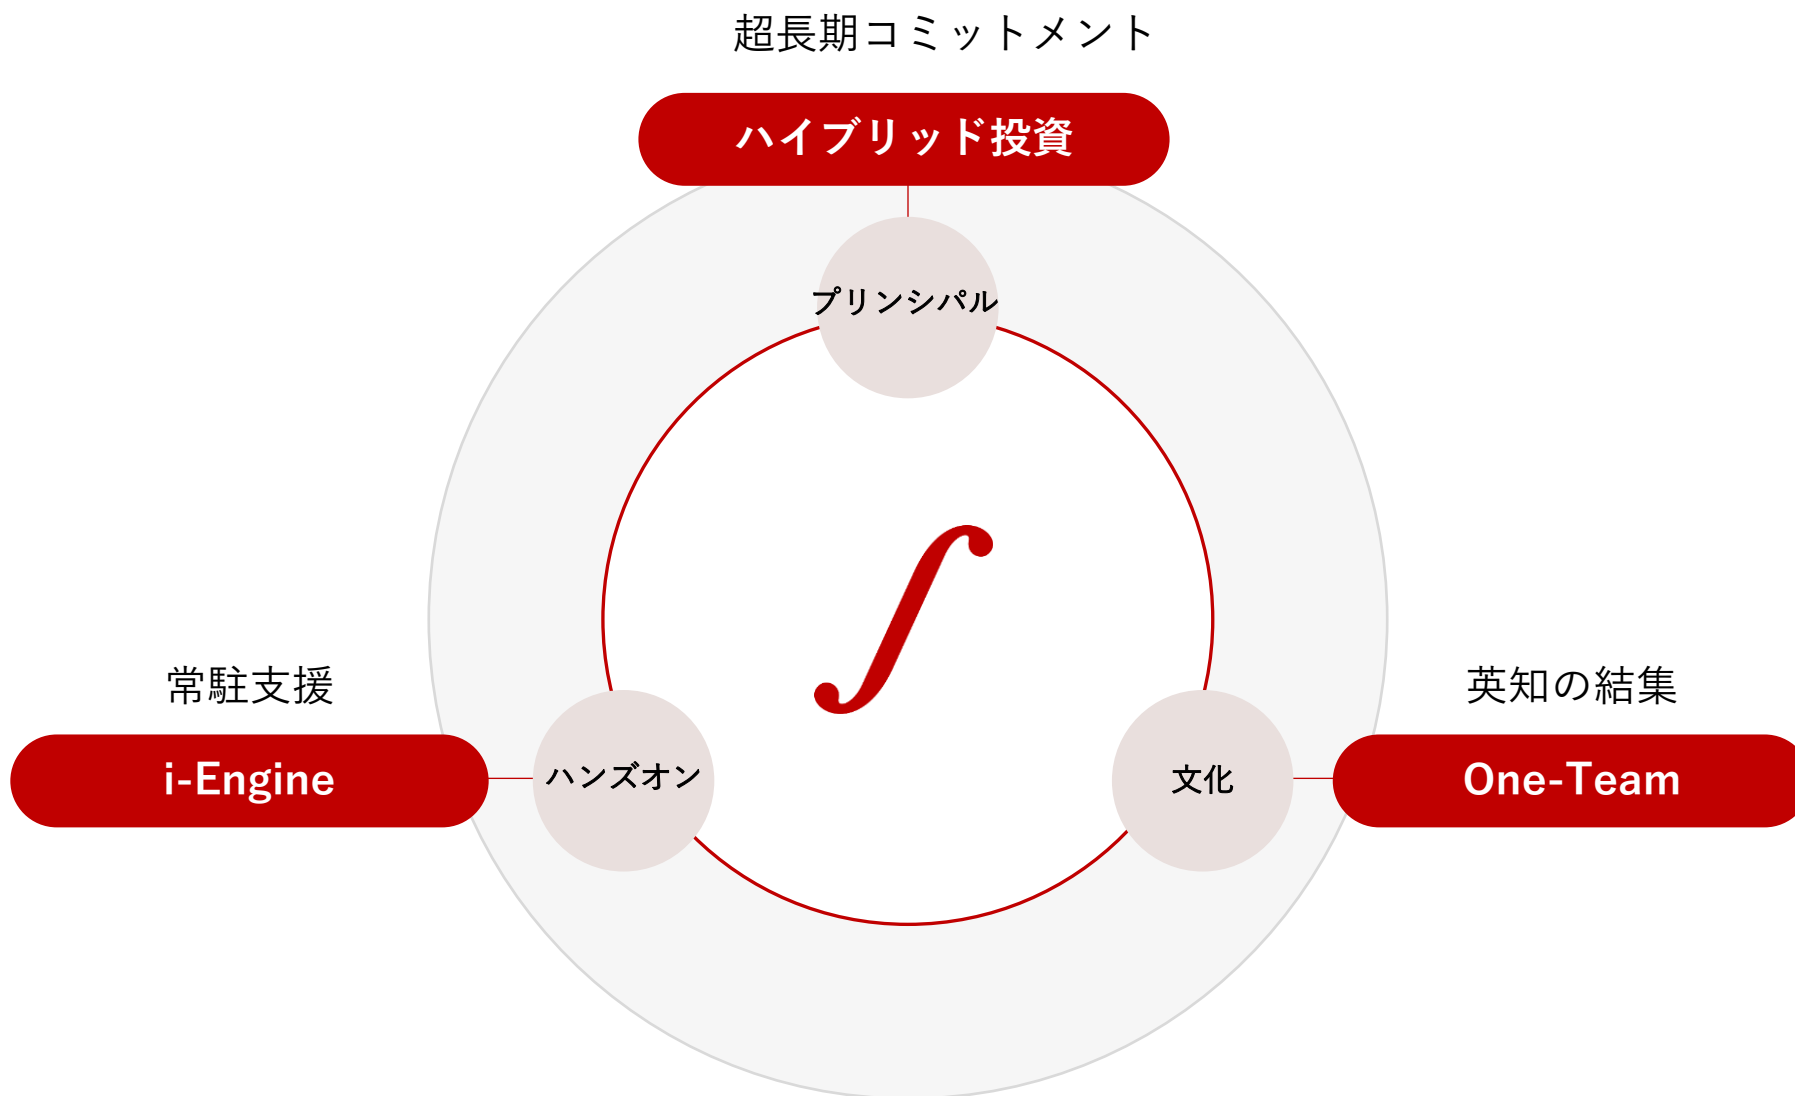 超長期コミットメント
ハイブリッド投資
プリンシパル
常駐支援
i-Engine
ハンズオン
文化
英知の結集
One-Team